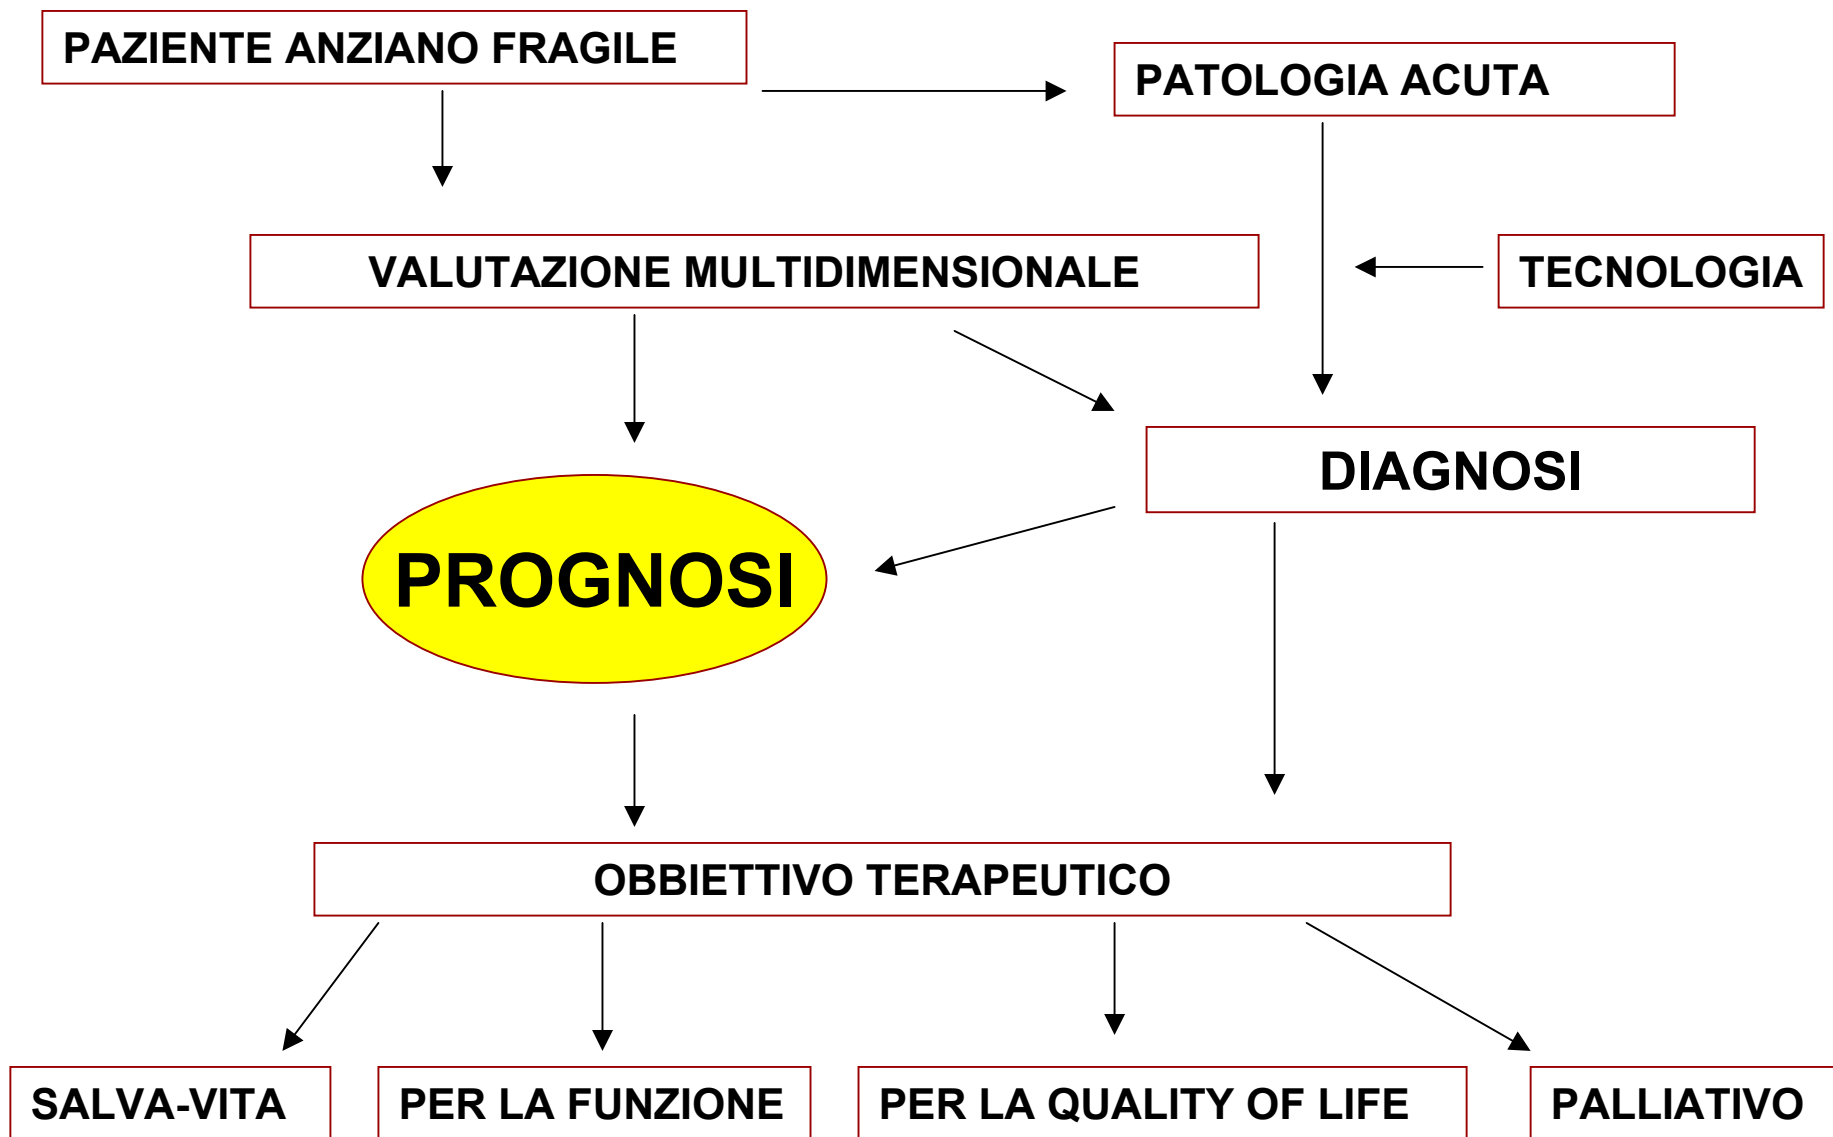 PAZIENTE ANZIANO FRAGILE
PATOLOGIA ACUTA
VALUTAZIONE MULTIDIMENSIONALE
TECNOLOGIA
DIAGNOSI
PROGNOSI
OBBIETTIVO TERAPEUTICO
SALVA-VITA
PER LA FUNZIONE
PER LA QUALITY OF LIFE
PALLIATIVO